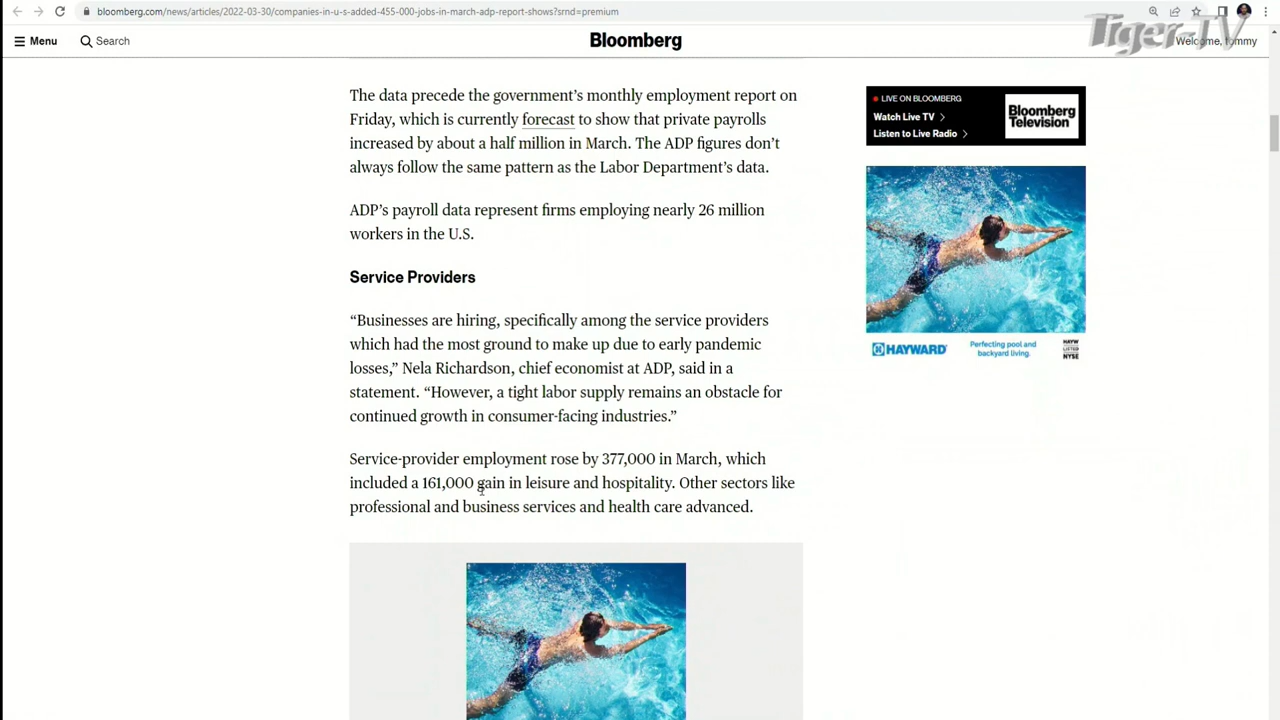 bloomberg.com/news/articles/2022-03-30/companies-in-u-s-added-455-000-jobs-in-march-adp-report-shows?srnd=premium
Menu
Search
Bloomberg
Tiger-TV
Welcome, tommy
The data precede the government’s monthly employment report on
Friday, which is currently forecast to show that private payrolls
increased by about a half million in March. The ADP figures don’t
always follow the same pattern as the Labor Department’s data.
ADP’s payroll data represent firms employing nearly 26 million
workers in the U.S.
Service Providers
“Businesses are hiring, specifically among the service providers
which had the most ground to make up due to early pandemic
losses,” Nela Richardson, chief economist at ADP, said in a
statement. “However, a tight labor supply remains an obstacle for
continued growth in consumer-facing industries.”
Service-provider employment rose by 377,000 in March, which
included a 161,000 gain in leisure and hospitality. Other sectors like
professional and business services and health care advanced.
LIVE ON BLOOMBERG
Watch Live TV
Listen to Live Radio
Bloomberg
Television
HAYWARD
Perfecting pool and
backyard living.
HAYW
LISTED
NYSE